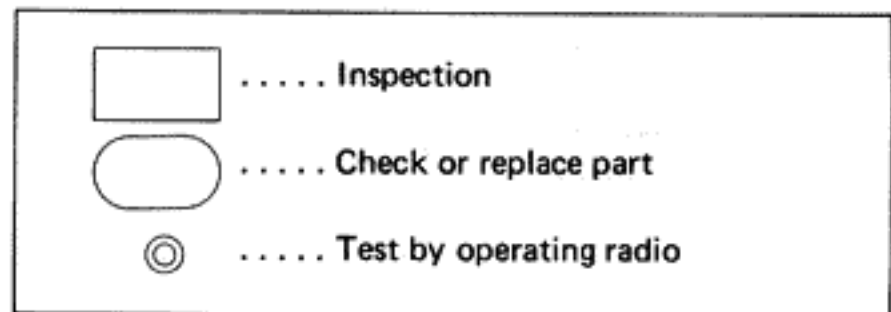 ..... Inspection
..... Check or replace part
..... Test by operating radio